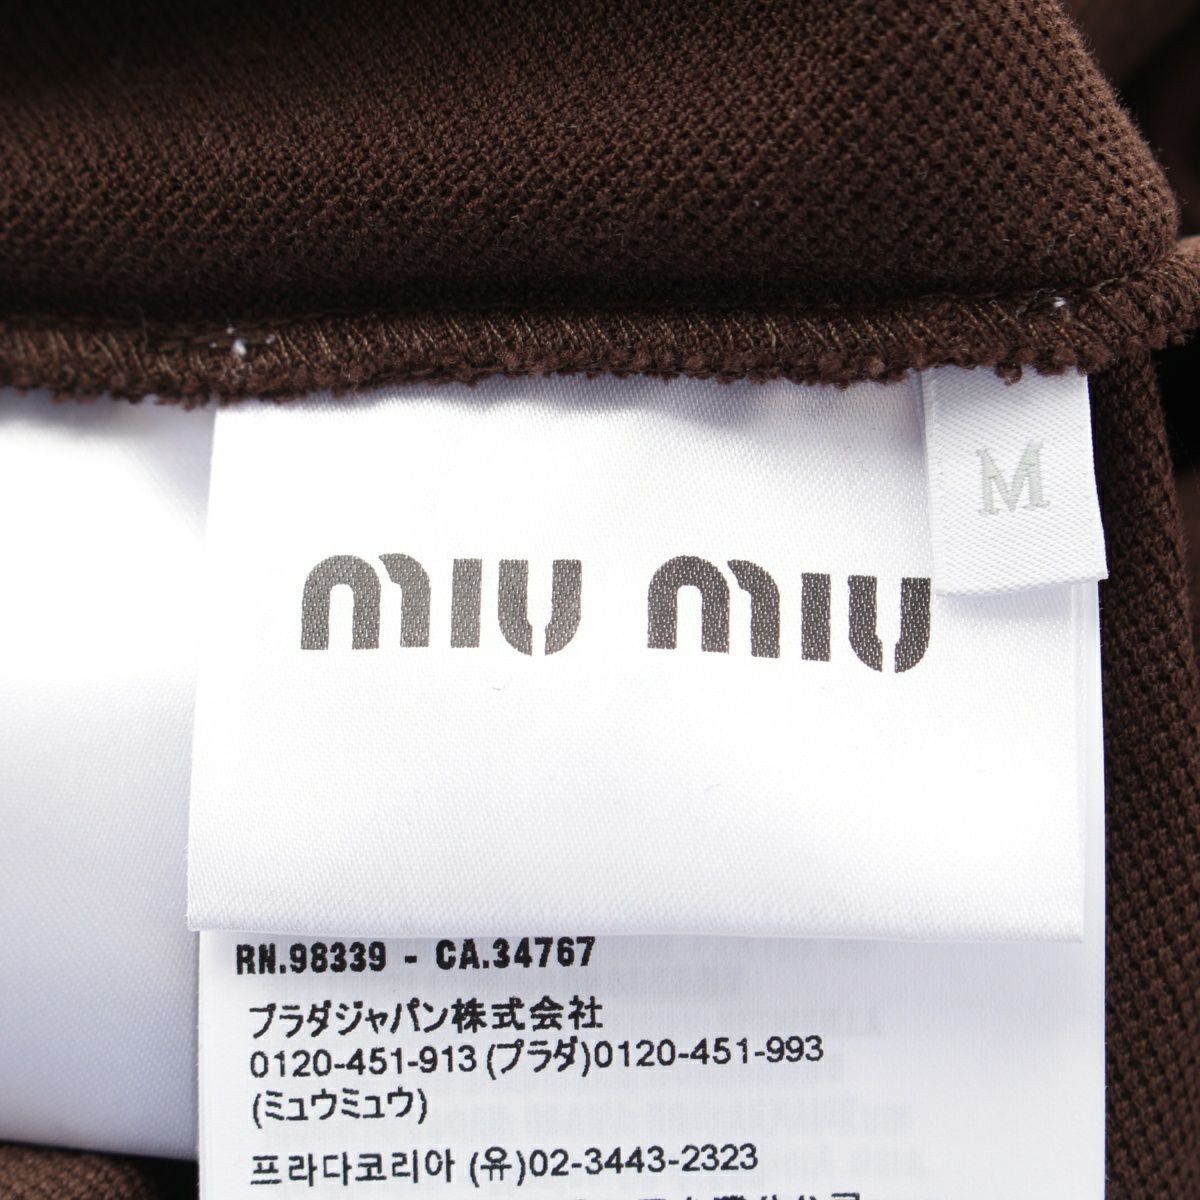 M
miu miu
RN.98339 - CA.34767
プラダジャパン株式会社
0120-451-913 (プラダ)0120-451-993
(ミュウミュウ)
프라다코리아 (유)02-3443-2323